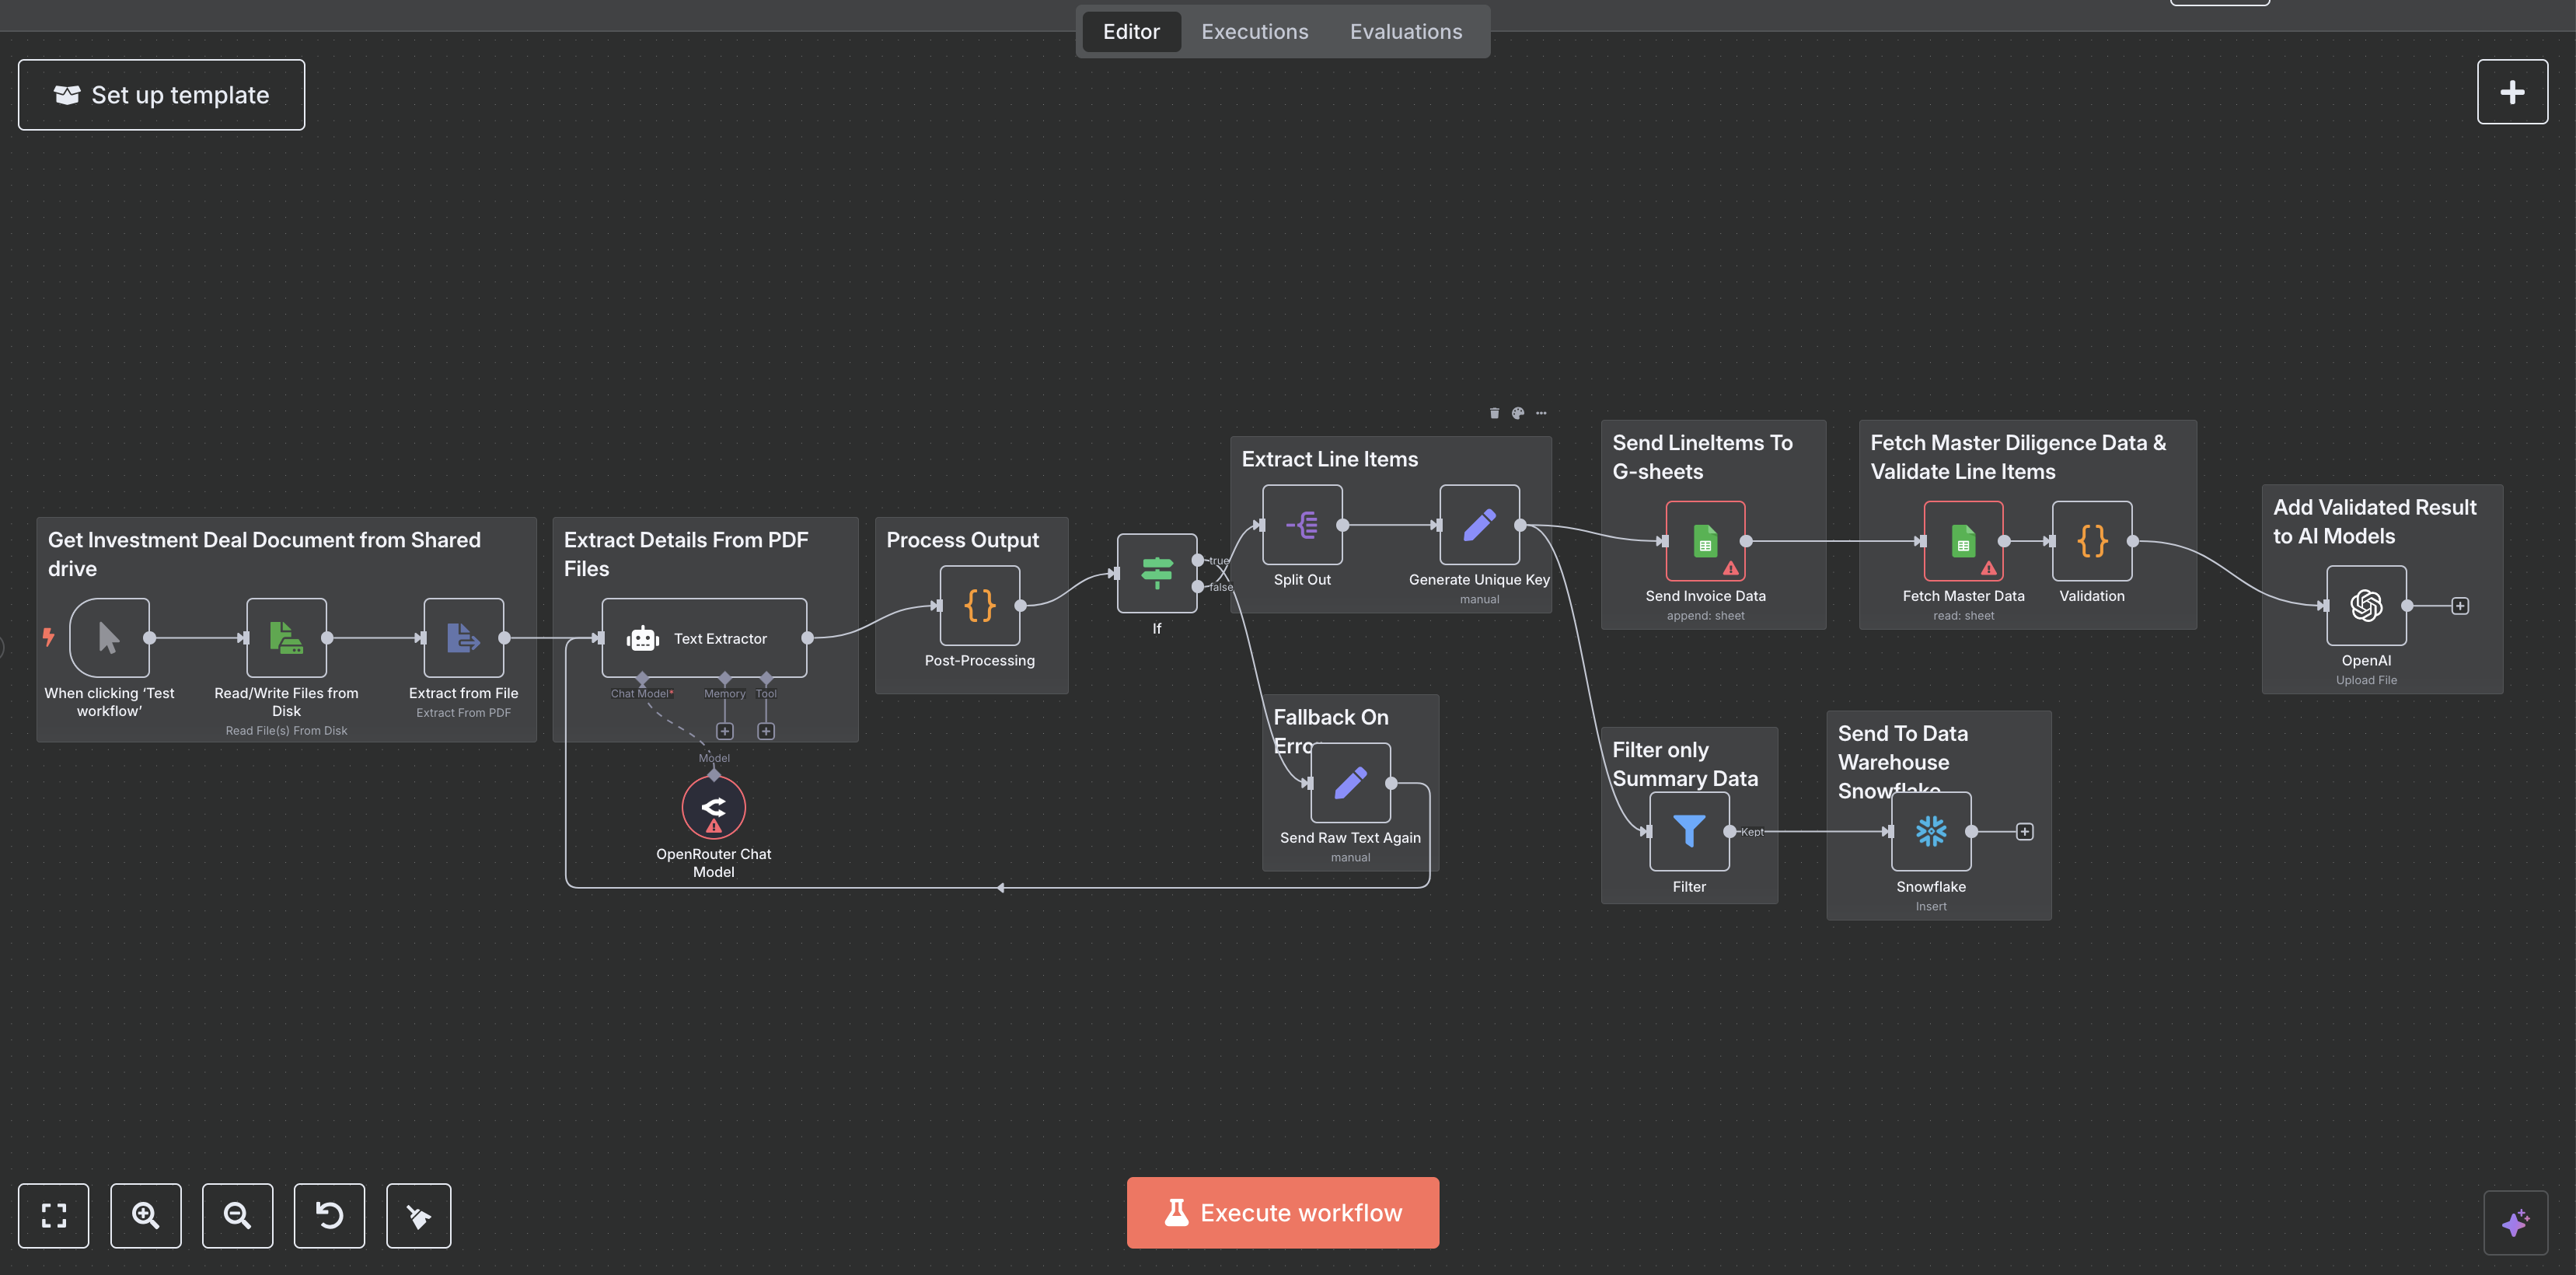 Editor
Executions
Evaluations
Set up template
Get Investment Deal Document from Shared
drive
When clicking ‘Test
workflow’
Read/Write Files from
Disk
Read File(s) From Disk
Extract from File
Extract From PDF
Extract Details From PDF
Files
Text Extractor
Chat Model*
Memory
Tool
Model
OpenRouter Chat
Model
Process Output
Post-Processing
If
true
false
Extract Line Items
Split Out
Generate Unique Key
manual
Fallback On
Error
Send Raw Text Again
manual
Send LineItems To
G-sheets
Send Invoice Data
append: sheet
Fetch Master Diligence Data &
Validate Line Items
Fetch Master Data
read: sheet
Validation
Add Validated Result
to AI Models
OpenAI
Upload File
Filter only
Summary Data
Filter
Kept
Send To Data
Warehouse
Snowflake
Snowflake
Insert
Execute workflow